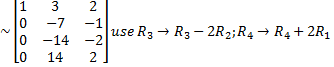 ~ [1 3 2
0 −7 −1
0 −14 −2
0 14 2] use R₃ → R₃ − 2R₂; R₄ → R₄ + 2R₁